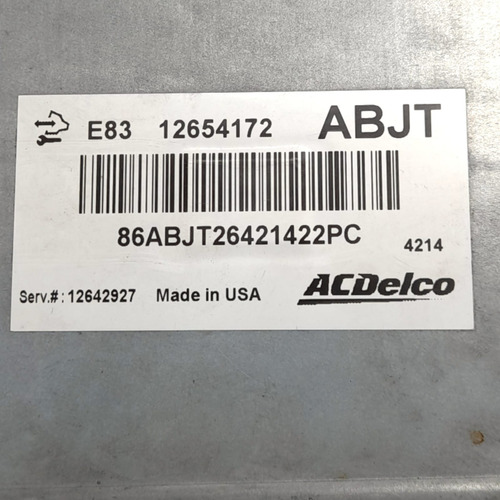 E83 12654172 ABJT
86ABJT26421422PC
4214
Serv.#: 12642927 Made in USA ACDelco